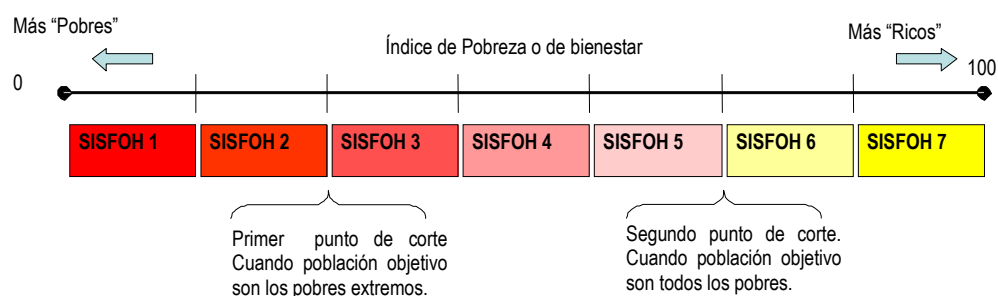 Más “Pobres”
Más “Ricos”
Índice de Pobreza o de bienestar
0
100
SISFOH 1
SISFOH 2
SISFOH 3
SISFOH 4
SISFOH 5
SISFOH 6
SISFOH 7
Primer punto de corte
Cuando población objetivo
son los pobres extremos.
Segundo punto de corte.
Cuando población objetivo
son todos los pobres.